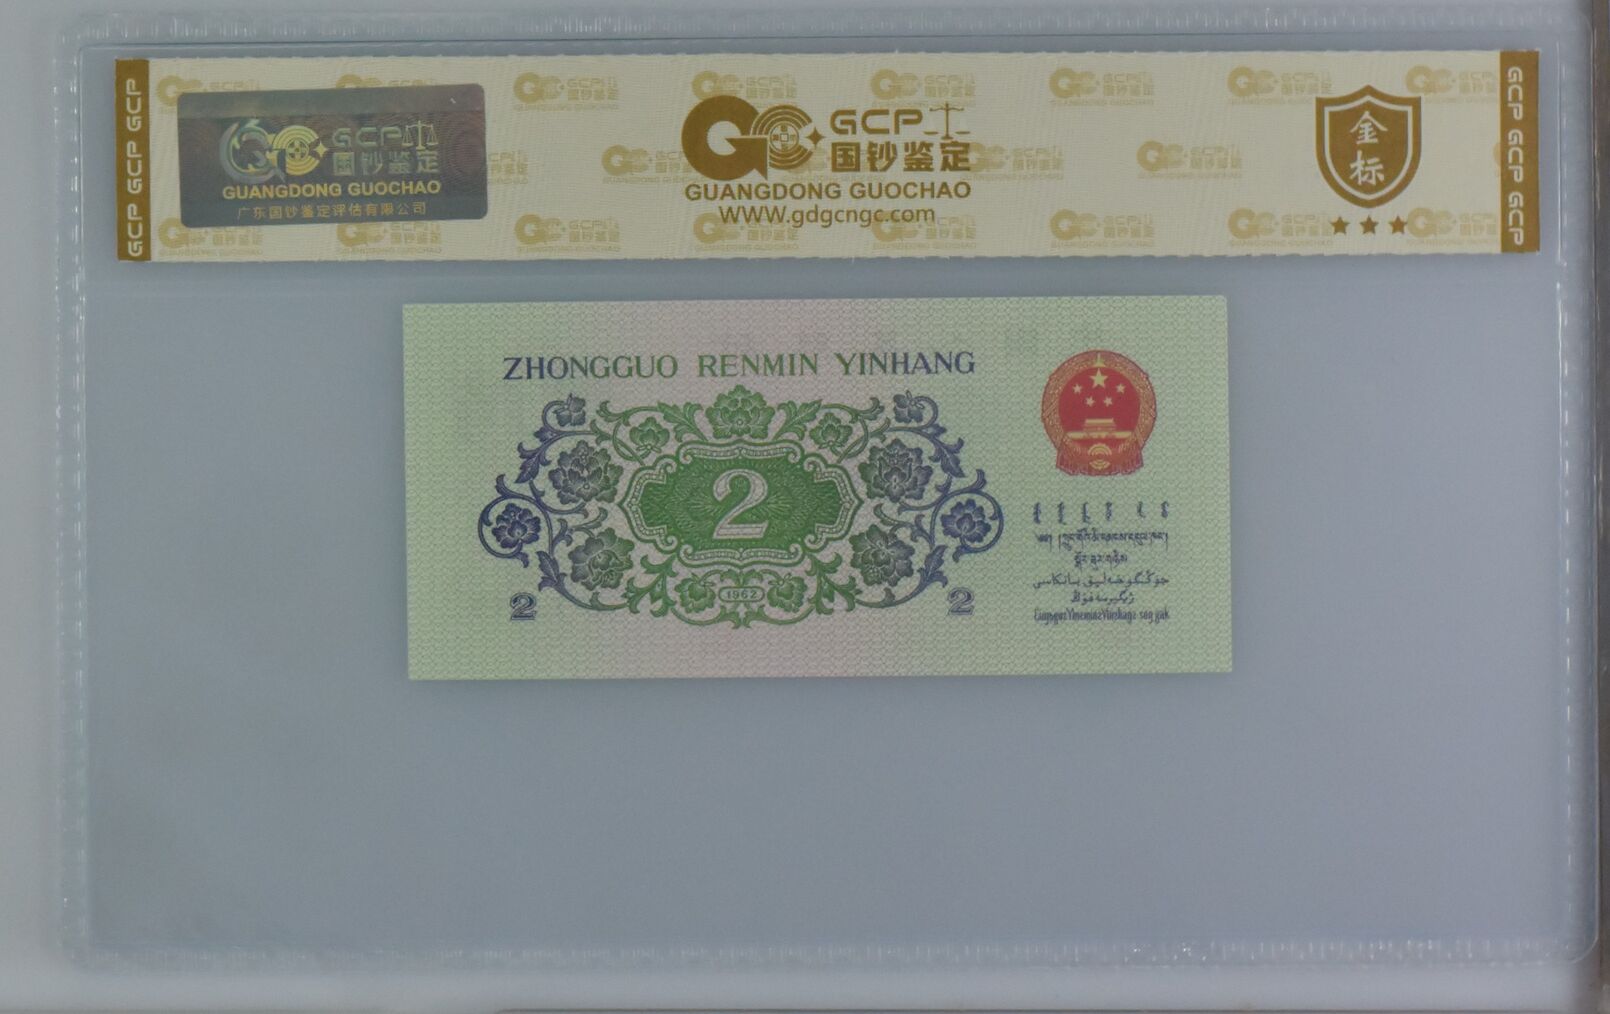 GCP GCP GCP
GCP
国钞鉴定
GUANGDONG GUOCHAO
广东国钞鉴定评估有限公司
GCP
国钞鉴定
GUANGDONG GUOCHAO
WWW.gdgcngc.com
金
标
GCP GCP GCP
ZHONGGUO RENMIN YINHANG
2
1962
2
2